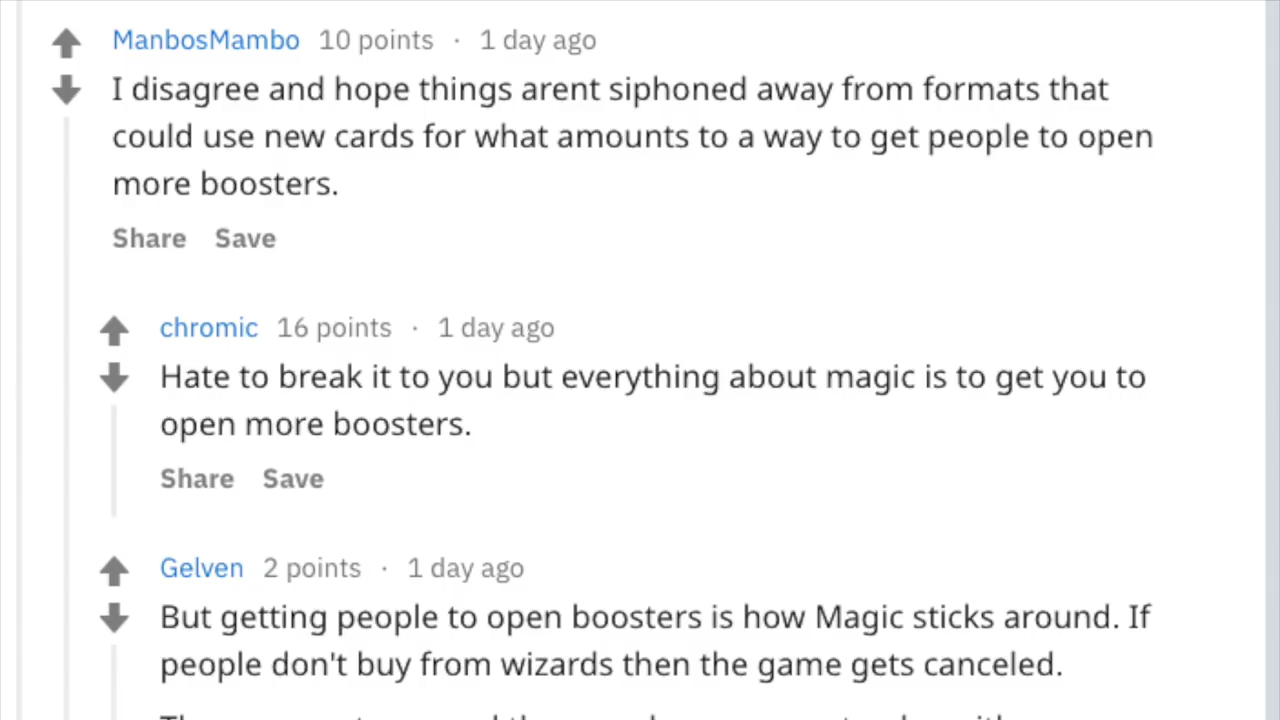 ManbosMambo 10 points · 1 day ago
I disagree and hope things arent siphoned away from formats that
could use new cards for what amounts to a way to get people to open
more boosters.
Share Save
chromic 16 points · 1 day ago
Hate to break it to you but everything about magic is to get you to
open more boosters.
Share Save
Gelven 2 points · 1 day ago
But getting people to open boosters is how Magic sticks around. If
people don't buy from wizards then the game gets canceled.